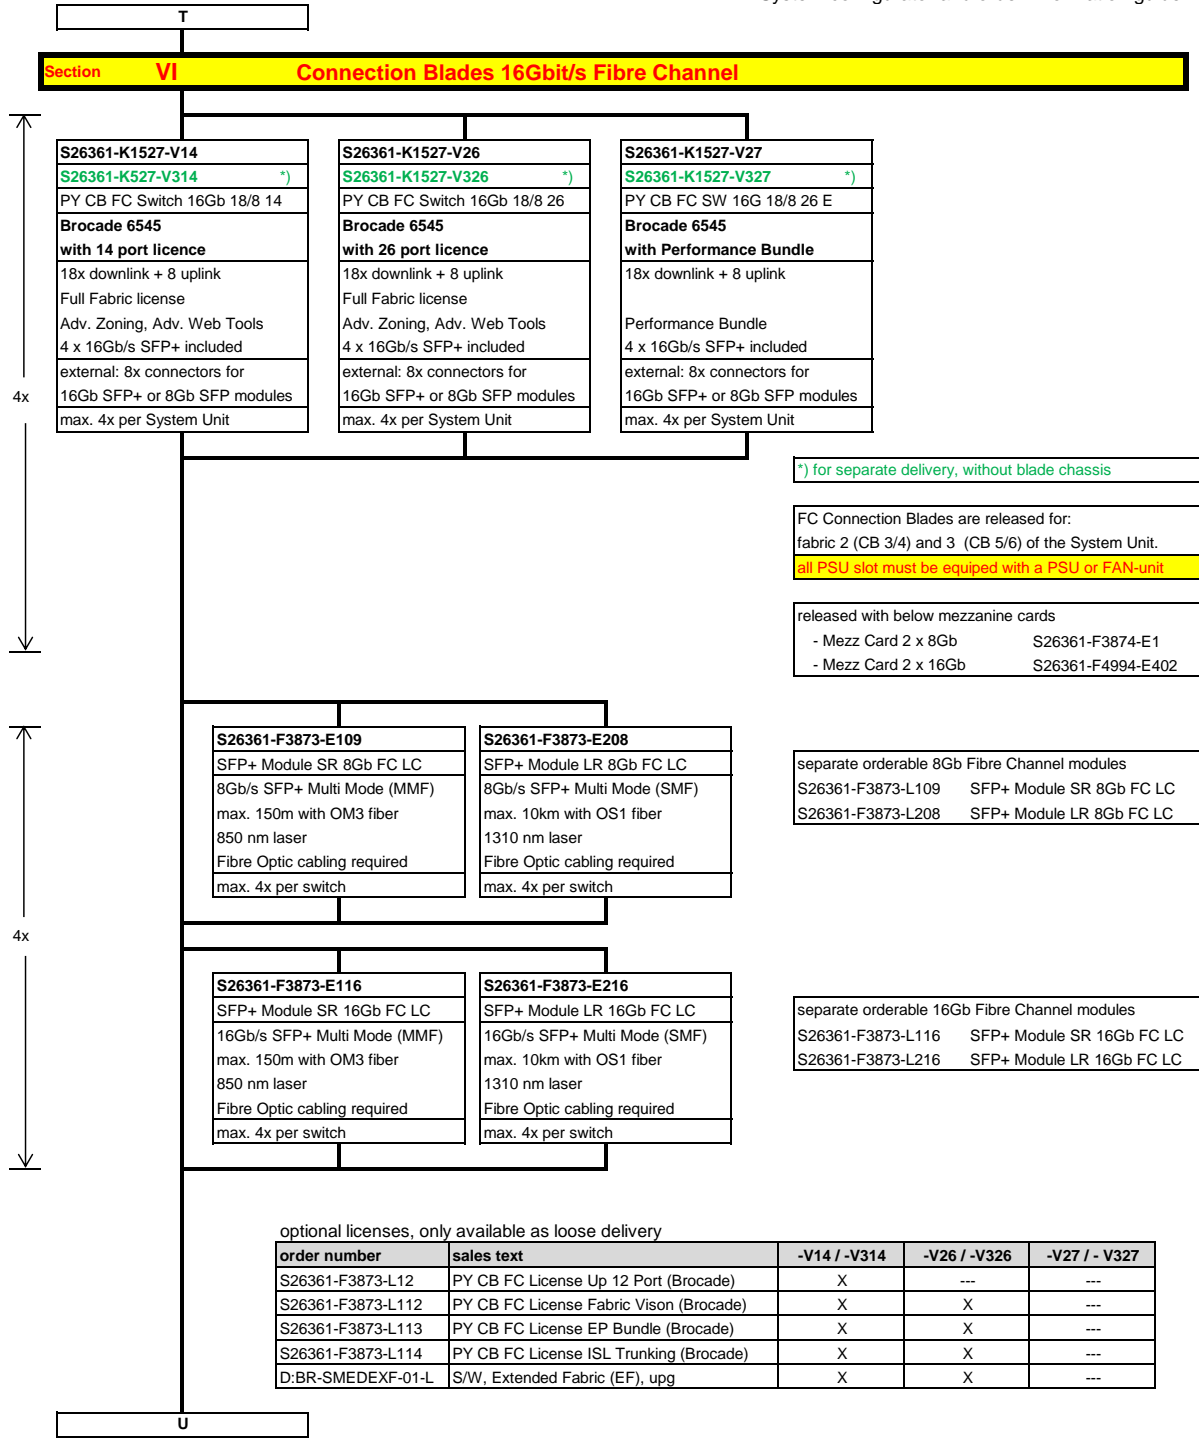 T
Section VI Connection Blades 16Gbit/s Fibre Channel
S26361-K1527-V14
S26361-K527-V314 *)
PY CB FC Switch 16Gb 18/8 14
Brocade 6545
with 14 port licence
18x downlink + 8 uplink
Full Fabric license
Adv. Zoning, Adv. Web Tools
4 x 16Gb/s SFP+ included
external: 8x connectors for
16Gb SFP+ or 8Gb SFP modules
max. 4x per System Unit
S26361-K1527-V26
S26361-K1527-V326 *)
PY CB FC Switch 16Gb 18/8 26
Brocade 6545
with 26 port licence
18x downlink + 8 uplink
Full Fabric license
Adv. Zoning, Adv. Web Tools
4 x 16Gb/s SFP+ included
external: 8x connectors for
16Gb SFP+ or 8Gb SFP modules
max. 4x per System Unit
S26361-K1527-V27
S26361-K1527-V327 *)
PY CB FC SW 16G 18/8 26 E
Brocade 6545
with Performance Bundle
18x downlink + 8 uplink
Performance Bundle
4 x 16Gb/s SFP+ included
external: 8x connectors for
16Gb SFP+ or 8Gb SFP modules
max. 4x per System Unit
4x
*) for separate delivery, without blade chassis
FC Connection Blades are released for:
fabric 2 (CB 3/4) and 3 (CB 5/6) of the System Unit.
all PSU slot must be equiped with a PSU or FAN-unit
released with below mezzanine cards
- Mezz Card 2 x 8Gb S26361-F3874-E1
- Mezz Card 2 x 16Gb S26361-F4994-E402
S26361-F3873-E109
SFP+ Module SR 8Gb FC LC
8Gb/s SFP+ Multi Mode (MMF)
max. 150m with OM3 fiber
850 nm laser
Fibre Optic cabling required
max. 4x per switch
S26361-F3873-E208
SFP+ Module LR 8Gb FC LC
8Gb/s SFP+ Multi Mode (SMF)
max. 10km with OS1 fiber
1310 nm laser
Fibre Optic cabling required
max. 4x per switch
separate orderable 8Gb Fibre Channel modules
S26361-F3873-L109 SFP+ Module SR 8Gb FC LC
S26361-F3873-L208 SFP+ Module LR 8Gb FC LC
4x
S26361-F3873-E116
SFP+ Module SR 16Gb FC LC
16Gb/s SFP+ Multi Mode (MMF)
max. 150m with OM3 fiber
850 nm laser
Fibre Optic cabling required
max. 4x per switch
S26361-F3873-E216
SFP+ Module LR 16Gb FC LC
16Gb/s SFP+ Multi Mode (SMF)
max. 10km with OS1 fiber
1310 nm laser
Fibre Optic cabling required
max. 4x per switch
separate orderable 16Gb Fibre Channel modules
S26361-F3873-L116 SFP+ Module SR 16Gb FC LC
S26361-F3873-L216 SFP+ Module LR 16Gb FC LC
optional licenses, only available as loose delivery
order number sales text -V14 / -V314 -V26 / -V326 -V27 / - V327
S26361-F3873-L12 PY CB FC License Up 12 Port (Brocade) X --- ---
S26361-F3873-L112 PY CB FC License Fabric Vison (Brocade) X X ---
S26361-F3873-L113 PY CB FC License EP Bundle (Brocade) X X ---
S26361-F3873-L114 PY CB FC License ISL Trunking (Brocade) X X ---
D:BR-SMEDEXF-01-L S/W, Extended Fabric (EF), upg X X ---
U